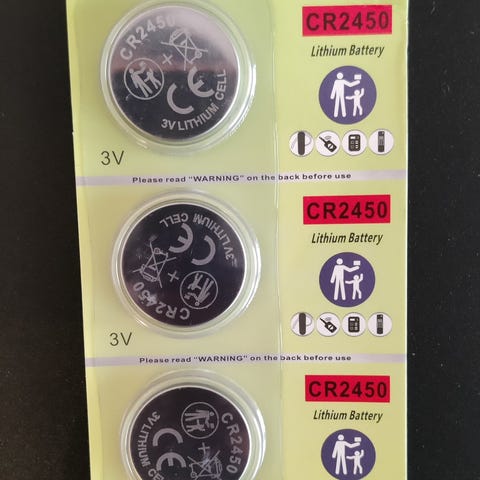 CR2450
3V LITHIUM CELL
CR2450
Lithium Battery
3V
Please read "WARNING" on the back before use
3V LITHIUM CELL
CR2450
CR2450
Lithium Battery
3V
Please read "WARNING" on the back before use
CR2450
3V LITHIUM CELL
CR2450
Lithium Battery